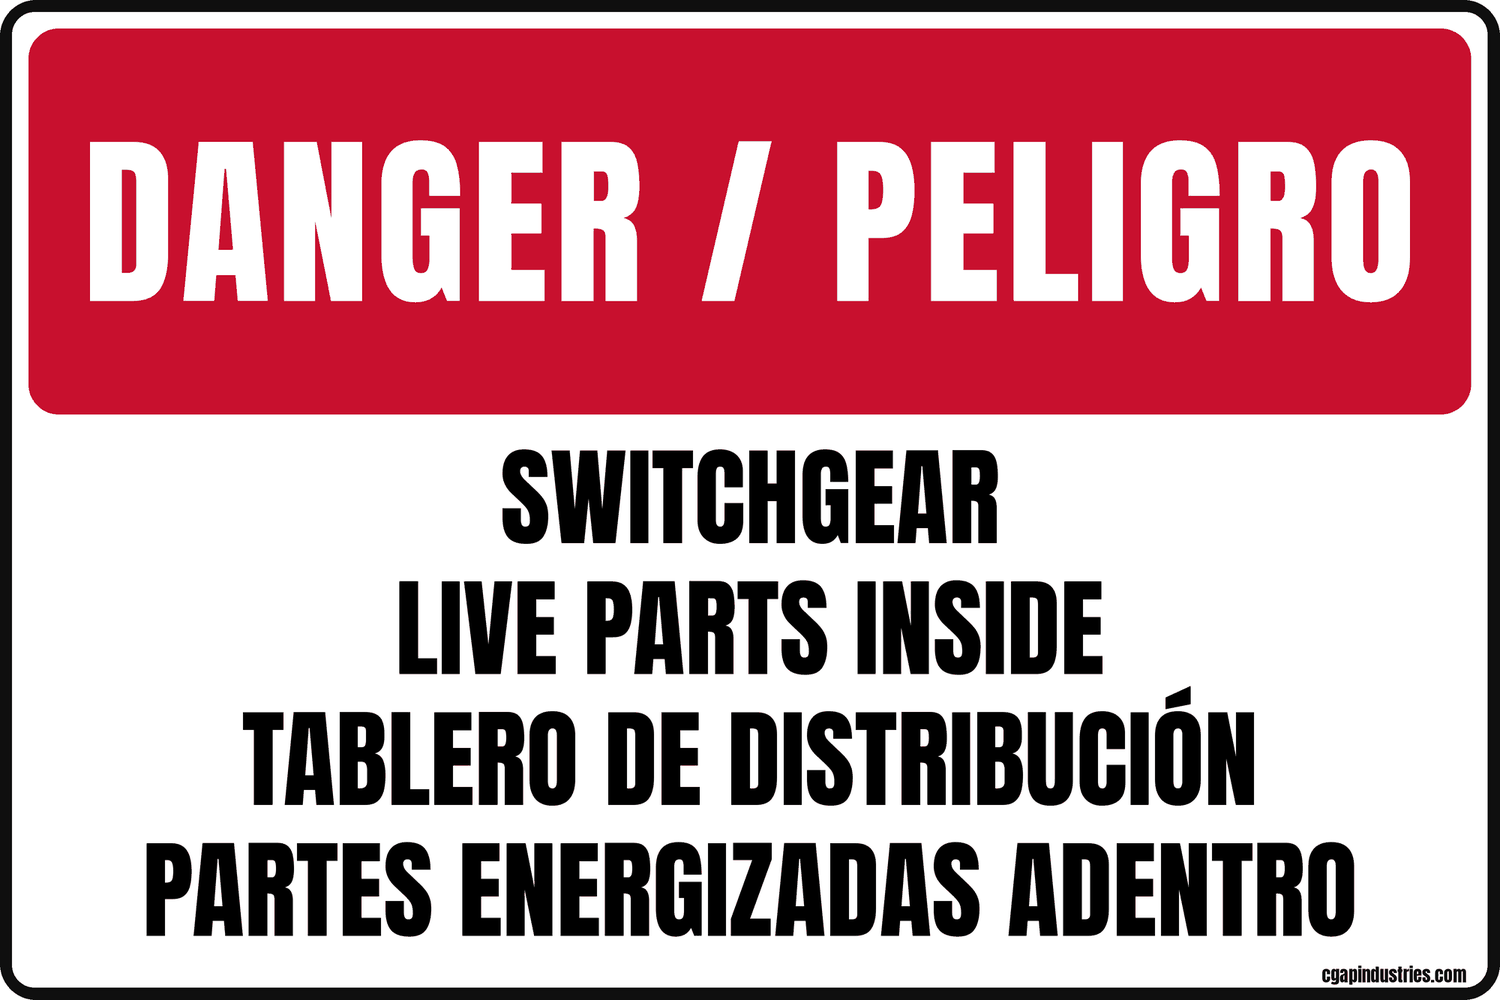 DANGER / PELIGRO
SWITCHGEAR
LIVE PARTS INSIDE
TABLERO DE DISTRIBUCIÓN
PARTES ENERGIZADAS ADENTRO
cgapindustries.com